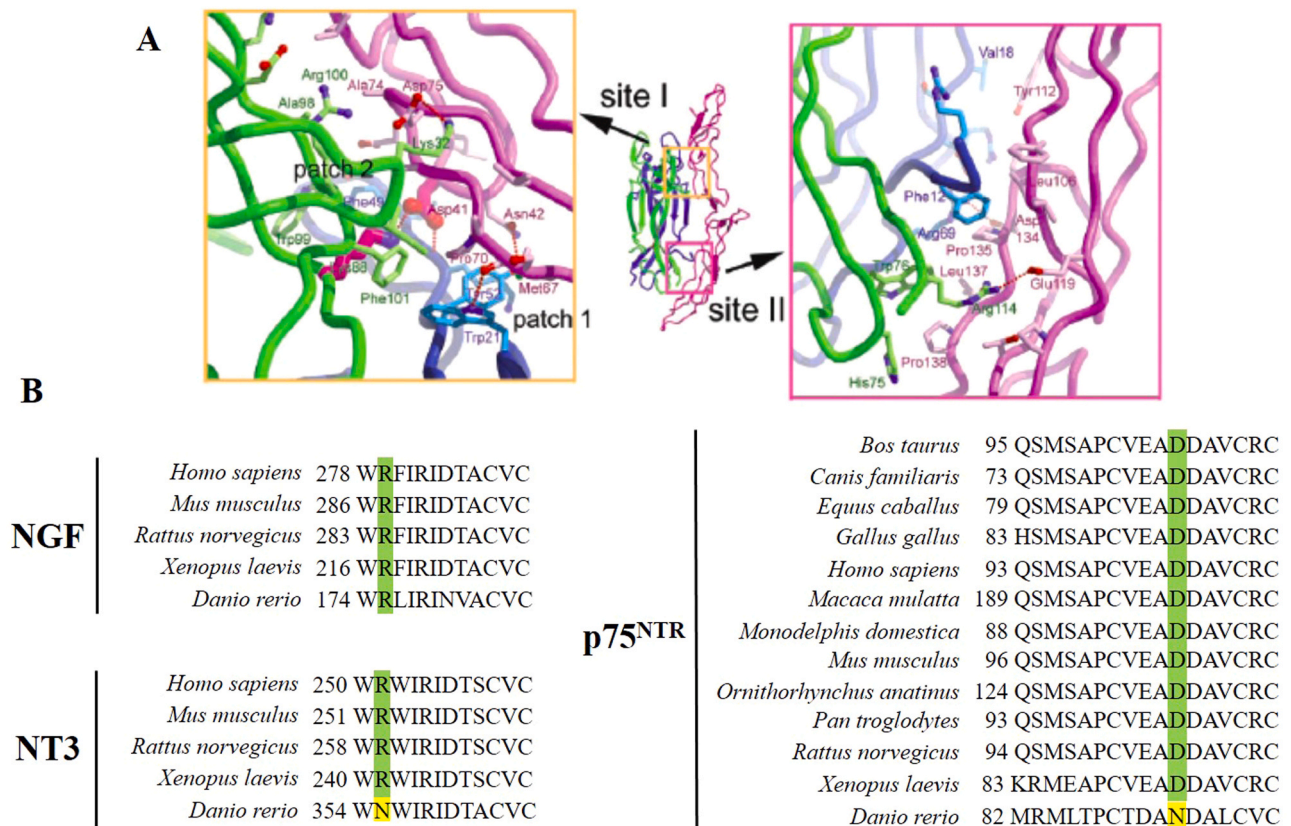 A
Arg100
Ala98
Ala74
Asp75
Lys32
patch 2
Phe49
Asp41
Asn42
Trp99
Pro70
Phe101
Met67
patch 1
Trp21
site I
site II
Val18
Tyr112
Leu106
Phe12
Asp
134
Arg69
Pro135
Trp76
Leu137
Glu119
Arg114
Pro138
His75
B
NGF
Homo sapiens 278 WRFIRIDTACVC
Mus musculus 286 WRFIRIDTACVC
Rattus norvegicus 283 WRFIRIDTACVC
Xenopus laevis 216 WRFIRIDTACVC
Danio rerio 174 WRLIRINVACVC
NT3
Homo sapiens 250 WRWIRIDTSCVC
Mus musculus 251 WRWIRIDTSCVC
Rattus norvegicus 258 WRWIRIDTSCVC
Xenopus laevis 240 WRWIRIDTSCVC
Danio rerio 354 WNWIRIDTACVC
p75NTR
Bos taurus 95 QSMSAPCVEADDAVCRC
Canis familiaris 73 QSMSAPCVEADDAVCRC
Equus caballus 79 QSMSAPCVEADDAVCRC
Gallus gallus 83 HSMSAPCVEADDAVCRC
Homo sapiens 93 QSMSAPCVEADDAVCRC
Macaca mulatta 189 QSMSAPCVEADDAVCRC
Monodelphis domestica 88 QSMSAPCVEADDAVCRC
Mus musculus 96 QSMSAPCVEADDAVCRC
Ornithorhynchus anatinus 124 QSMSAPCVEADDAVCRC
Pan troglodytes 93 QSMSAPCVEADDAVCRC
Rattus norvegicus 94 QSMSAPCVEADDAVCRC
Xenopus laevis 83 KRMEAPCVEADDAVCRC
Danio rerio 82 MRMLTPCTDANDALCVC